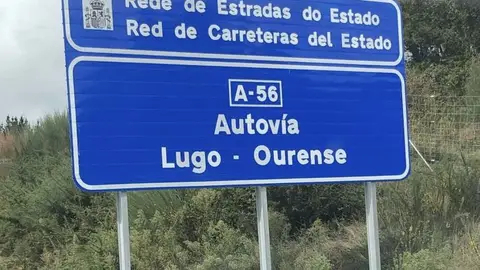 Rede de Estradas do Estado
Red de Carreteras del Estado
A-56
Autovía
Lugo - Ourense